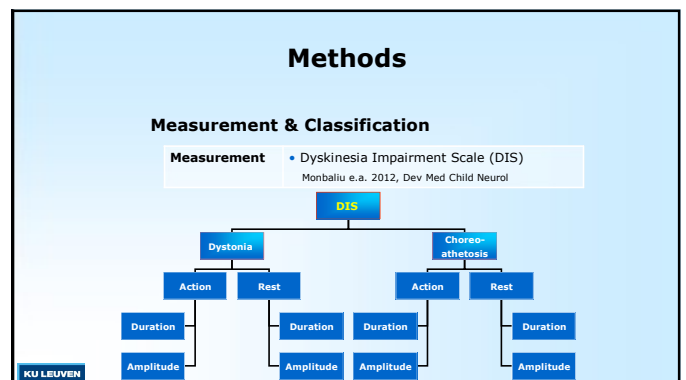 Methods
Measurement & Classification
Measurement • Dyskinesia Impairment Scale (DIS)
Monbaliu e.a. 2012, Dev Med Child Neurol
DIS
Dystonia Choreo-
athetosis
Action Rest Action Rest
Duration Duration Duration Duration
Amplitude Amplitude Amplitude Amplitude
KU LEUVEN